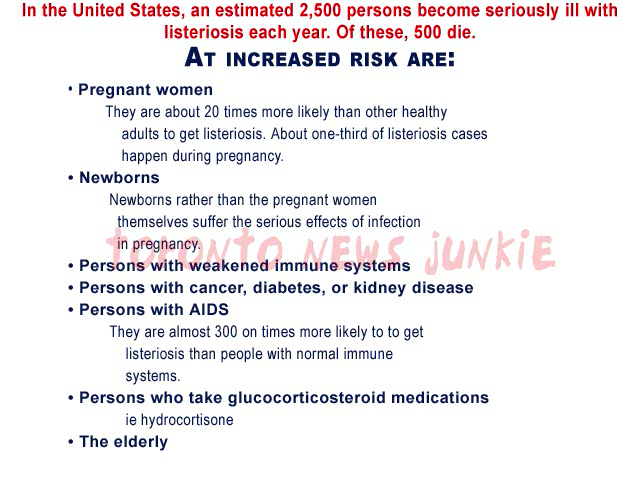 In the United States, an estimated 2,500 persons become seriously ill with
listeriosis each year. Of these, 500 die.
AT INCREASED RISK ARE:
• Pregnant women
They are about 20 times more likely than other healthy
adults to get listeriosis. About one-third of listeriosis cases
happen during pregnancy.
• Newborns
Newborns rather than the pregnant women
themselves suffer the serious effects of infection
in pregnancy.
TORONTO NEWS JUNKIE
• Persons with weakened immune systems
• Persons with cancer, diabetes, or kidney disease
• Persons with AIDS
They are almost 300 on times more likely to to get
listeriosis than people with normal immune
systems.
• Persons who take glucocorticosteroid medications
ie hydrocortisone
• The elderly